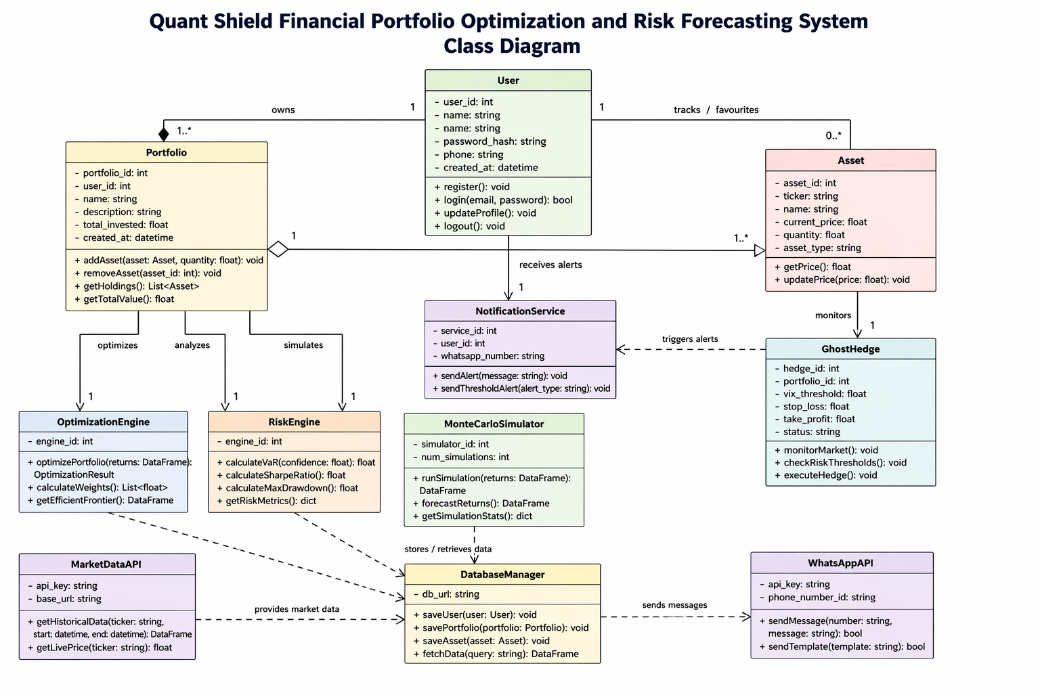 Quant Shield Financial Portfolio Optimization and Risk Forecasting System
Class Diagram
User
- user_id: int
- name: string
- name: string
- password_hash: string
- phone: string
- created_at: datetime
+ register(): void
+ login(email, password): bool
+ updateProfile(): void
+ logout(): void
owns
1
1..*
1
tracks / favourites
0..*
Portfolio
- portfolio_id: int
- user_id: int
- name: string
- description: string
- total_invested: float
- created_at: datetime
+ addAsset(asset: Asset, quantity: float): void
+ removeAsset(asset_id: int): void
+ getHoldings(): List<Asset>
+ getTotalValue(): float
Asset
- asset_id: int
- ticker: string
- name: string
- current_price: float
- quantity: float
- asset_type: string
+ getPrice(): float
+ updatePrice(price: float): void
1
1..*
receives alerts
1
NotificationService
- service_id: int
- user_id: int
- whatsapp_number: string
+ sendAlert(message: string): void
+ sendThresholdAlert(alert_type: string): void
triggers alerts
monitors
1
GhostHedge
- hedge_id: int
- portfolio_id: int
- vix_threshold: float
- stop_loss: float
- take_profit: float
- status: string
+ monitorMarket(): void
+ checkRiskThresholds(): void
+ executeHedge(): void
optimizes
analyzes
simulates
1
1
1
OptimizationEngine
- engine_id: int
+ optimizePortfolio(returns: DataFrame):
OptimizationResult
+ calculateWeights(): List<float>
+ getEfficientFrontier(): DataFrame
RiskEngine
- engine_id: int
+ calculateVaR(confidence: float): float
+ calculateSharpeRatio(): float
+ calculateMaxDrawdown(): float
+ getRiskMetrics(): dict
MonteCarloSimulator
- simulator_id: int
- num_simulations: int
+ runSimulation(returns: DataFrame):
DataFrame
+ forecastReturns(): DataFrame
+ getSimulationStats(): dict
stores / retrieves data
MarketDataAPI
- api_key: string
- base_url: string
+ getHistoricalData(ticker: string,
start: datetime, end: datetime): DataFrame
+ getLivePrice(ticker: string): float
provides market data
DatabaseManager
- db_url: string
+ saveUser(user: User): void
+ savePortfolio(portfolio: Portfolio): void
+ saveAsset(asset: Asset): void
+ fetchData(query: string): DataFrame
sends messages
WhatsAppAPI
- api_key: string
- phone_number_id: string
+ sendMessage(number: string,
message: string): bool
+ sendTemplate(template: string): bool